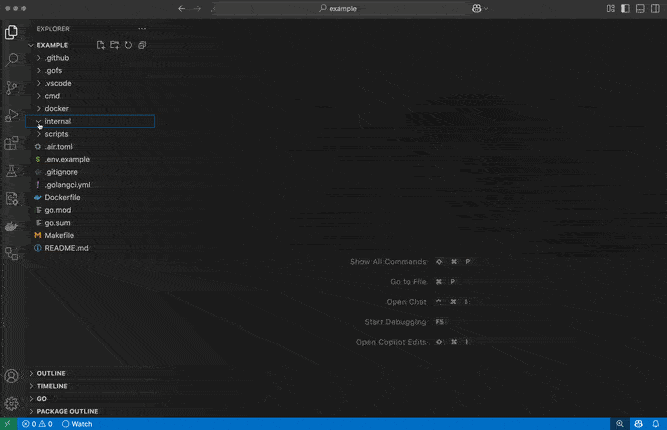 example
EXPLORER
EXAMPLE
.github
.gofs
.vscode
cmd
docker
internal
scripts
.air.toml
.env.example
.gitignore
.golangci.yml
Dockerfile
go.mod
go.sum
Makefile
README.md
Show All Commands ⇧ ⌘ P
Go to File ⌘ P
Open Chat ⌃ ⌘ I
Start Debugging F5
Open Copilot Edits ⇧ ⌘ I
OUTLINE
TIMELINE
GO
PACKAGE OUTLINE
0 0 Watch